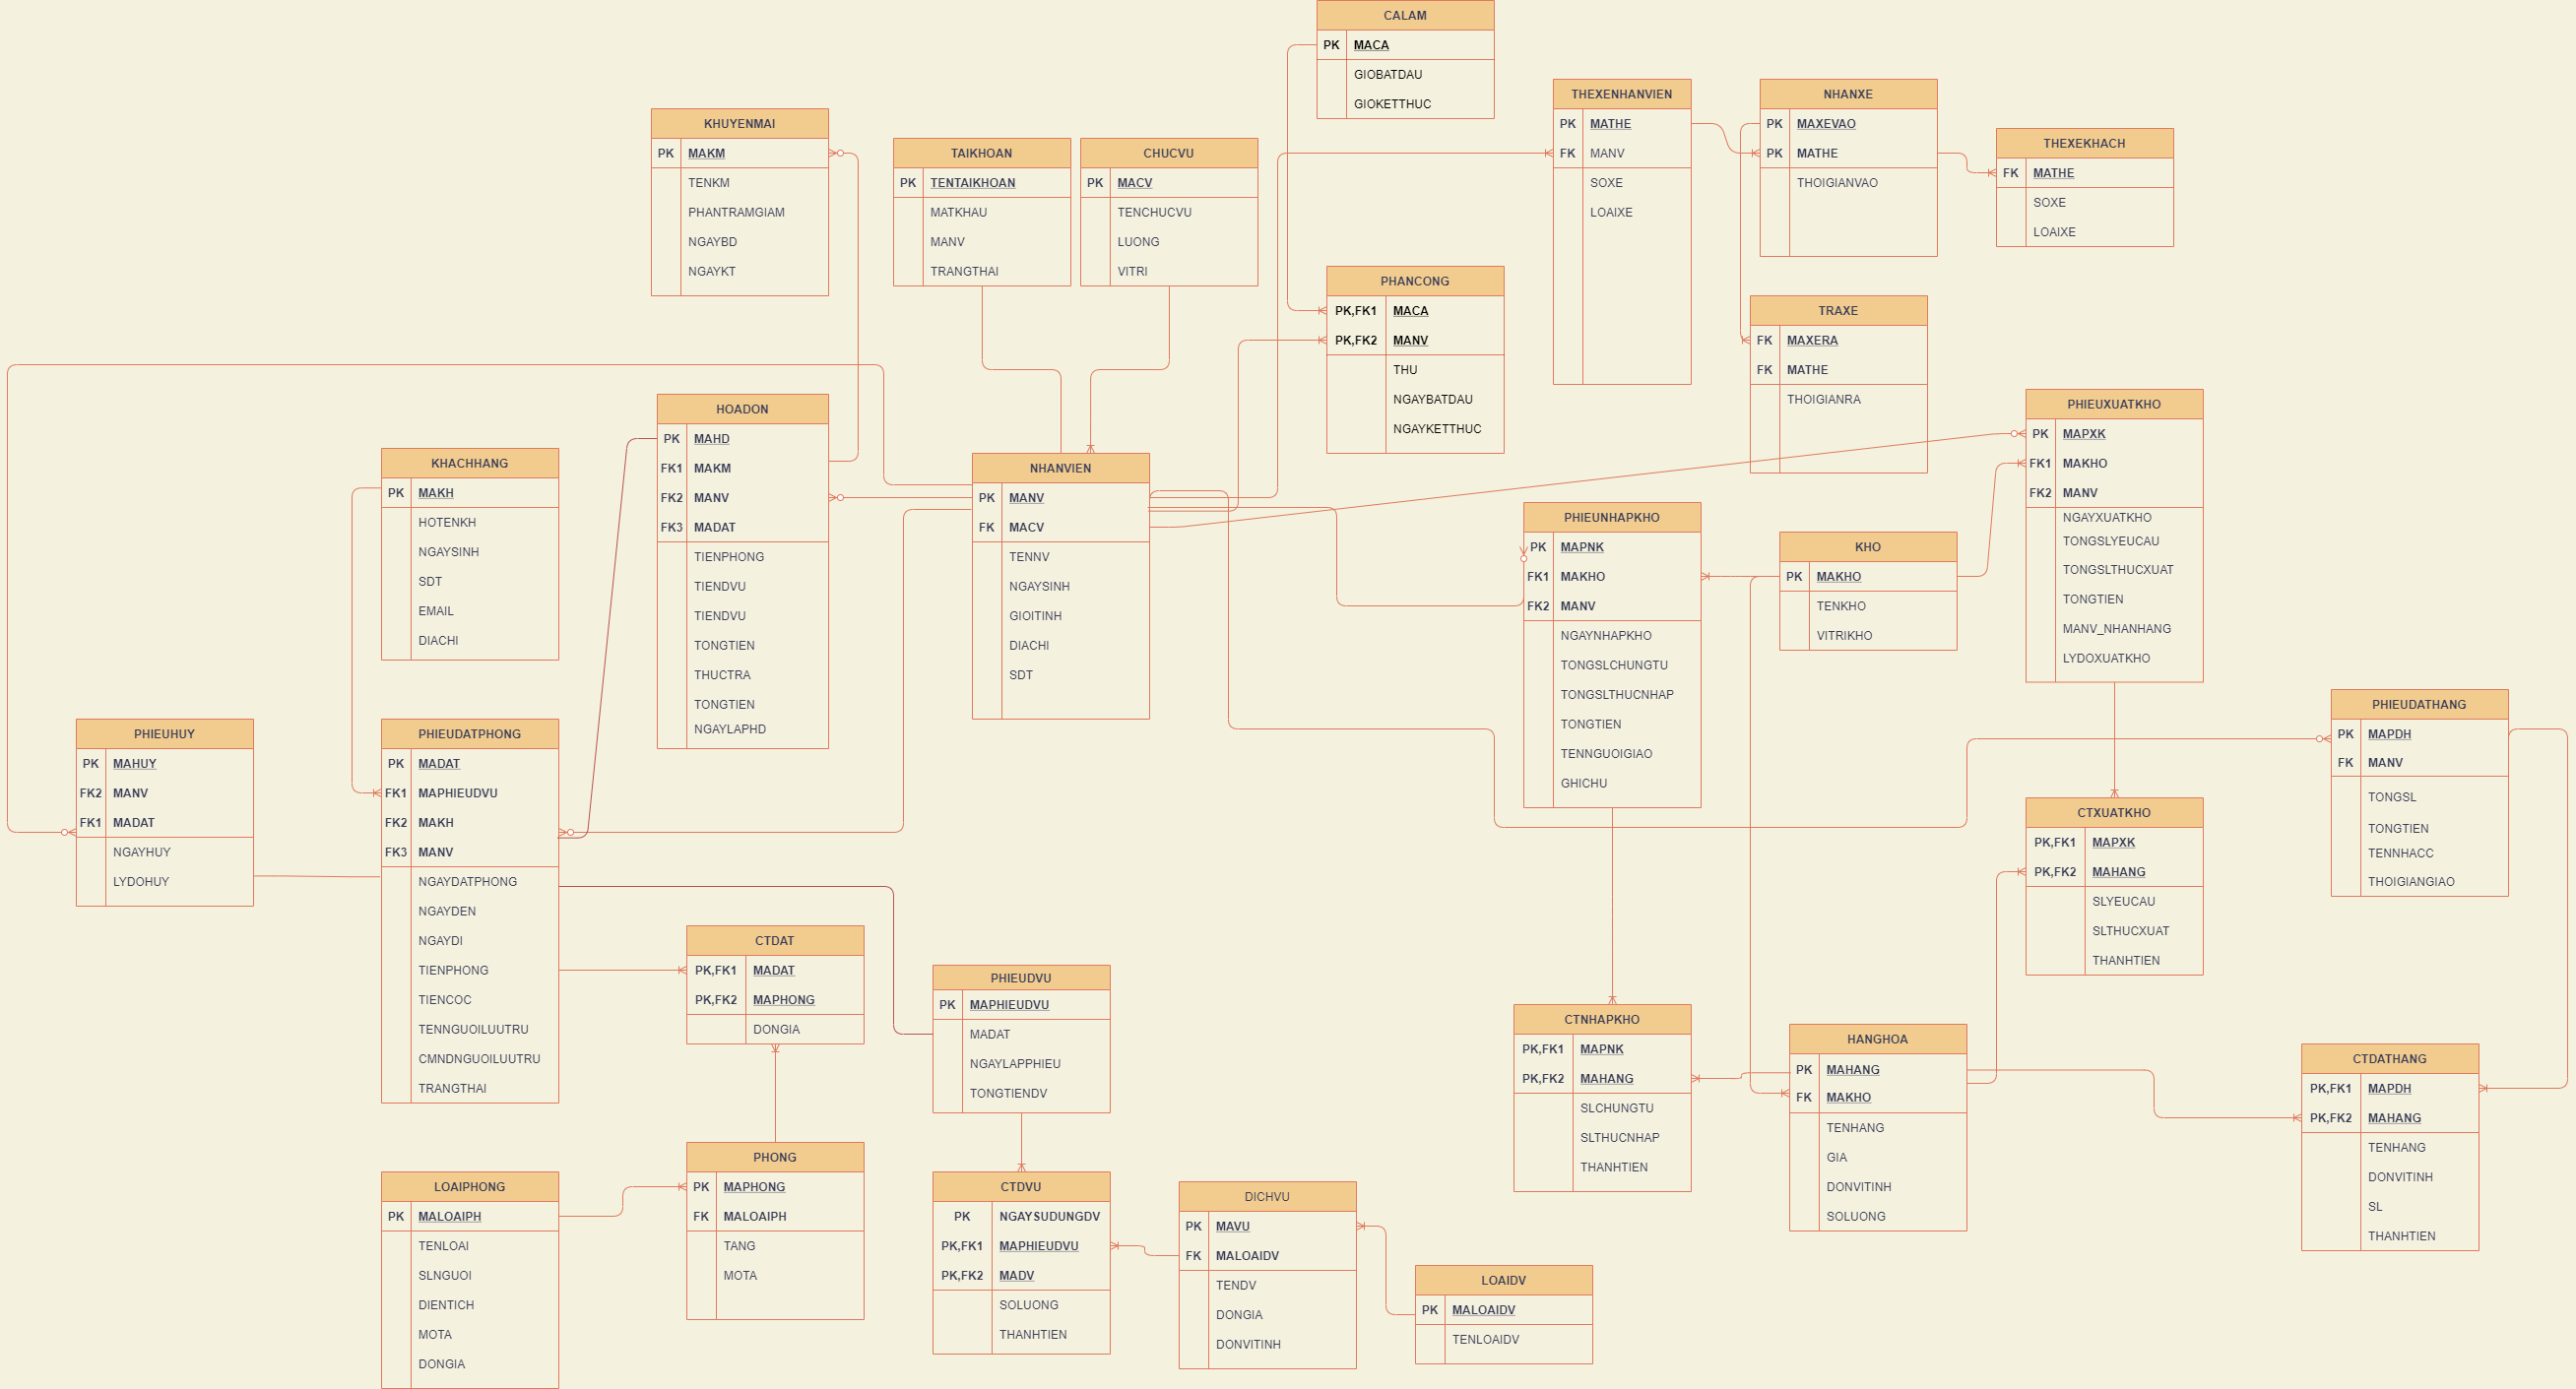 CALAM
PK MACA
GIOBATDAU
GIOKETTHUC
THEXENHANVIEN
PK MATHE
FK MANV
SOXE
LOAIXE
NHANXE
PK MAXEVAO
PK MATHE
THOIGIANVAO
THEXEKHACH
FK MATHE
SOXE
LOAIXE
KHUYENMAI
PK MAKM
TENKM
PHANTRAMGIAM
NGAYBD
NGAYKT
TAIKHOAN
PK TENTAIKHOAN
MATKHAU
MANV
TRANGTHAI
CHUCVU
PK MACV
TENCHUCVU
LUONG
VITRI
PHANCONG
PK,FK1 MACA
PK,FK2 MANV
THU
NGAYBATDAU
NGAYKETTHUC
TRAXE
FK MAXERA
FK MATHE
THOIGIANRA
PHIEUXUATKHO
PK MAPXK
FK1 MAKHO
FK2 MANV
NGAYXUATKHO
TONGSLYEUCAU
TONGSLTHUCXUAT
TONGTIEN
MANV_NHANHANG
LYDOXUATKHO
HOADON
PK MAHD
FK1 MAKM
FK2 MANV
FK3 MADAT
TIENPHONG
TIENDVU
TIENDVU
TONGTIEN
THUCTRA
TONGTIEN
NGAYLAPHD
KHACHHANG
PK MAKH
HOTENKH
NGAYSINH
SDT
EMAIL
DIACHI
NHANVIEN
PK MANV
FK MACV
TENNV
NGAYSINH
GIOITINH
DIACHI
SDT
PHIEUNHAPKHO
PK MAPNK
FK1 MAKHO
FK2 MANV
NGAYNHAPKHO
TONGSLCHUNGTU
TONGSLTHUCNHAP
TONGTIEN
TENNGUOIGIAO
GHICHU
KHO
PK MAKHO
TENKHO
VITRIKHO
PHIEUDATHANG
PK MAPDH
FK MANV
TONGSL
TONGTIEN
TENNHACC
THOIGIANGIAO
PHIEUHUY
PK MAHUY
FK2 MANV
FK1 MADAT
NGAYHUY
LYDOHUY
PHIEUDATPHONG
PK MADAT
FK1 MAPHIEUDVU
FK2 MAKH
FK3 MANV
NGAYDATPHONG
NGAYDEN
NGAYDI
TIENPHONG
TIENCOC
TENNGUOILUUTRU
CMNDNGUOILUUTRU
TRANGTHAI
CTXUATKHO
PK,FK1 MAPXK
PK,FK2 MAHANG
SLYEUCAU
SLTHUCXUAT
THANHTIEN
CTDAT
PK,FK1 MADAT
PK,FK2 MAPHONG
DONGIA
PHIEUDVU
PK MAPHIEUDVU
MADAT
NGAYLAPPHIEU
TONGTIENDV
CTNHAPKHO
PK,FK1 MAPNK
PK,FK2 MAHANG
SLCHUNGTU
SLTHUCNHAP
THANHTIEN
HANGHOA
PK MAHANG
FK MAKHO
TENHANG
GIA
DONVITINH
SOLUONG
CTDATHANG
PK,FK1 MAPDH
PK,FK2 MAHANG
TENHANG
DONVITINH
SL
THANHTIEN
LOAIPHONG
PK MALOAIPH
TENLOAI
SLNGUOI
DIENTICH
MOTA
DONGIA
PHONG
PK MAPHONG
FK MALOAIPH
TANG
MOTA
CTDVU
PK NGAYSUDUNGDV
PK,FK1 MAPHIEUDVU
PK,FK2 MADV
SOLUONG
THANHTIEN
DICHVU
PK MAVU
FK MALOAIDV
TENDV
DONGIA
DONVITINH
LOAIDV
PK MALOAIDV
TENLOAIDV